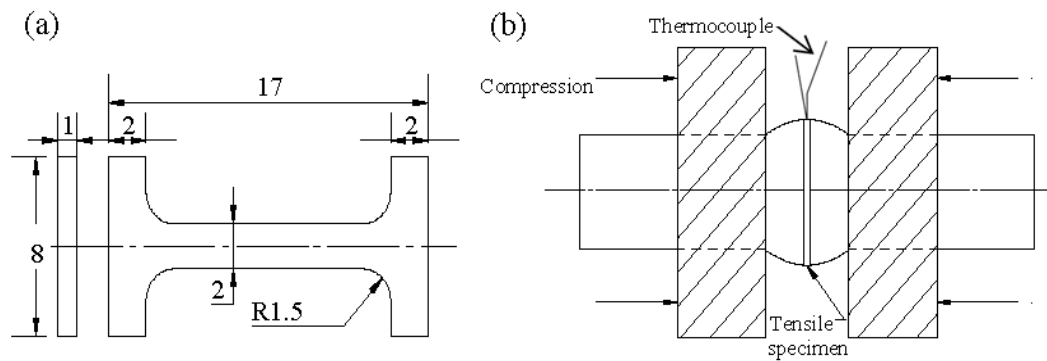 (a)
17
1
2
2
8
2
R1.5
(b)
Thermocouple
Compression
Tensile
specimen